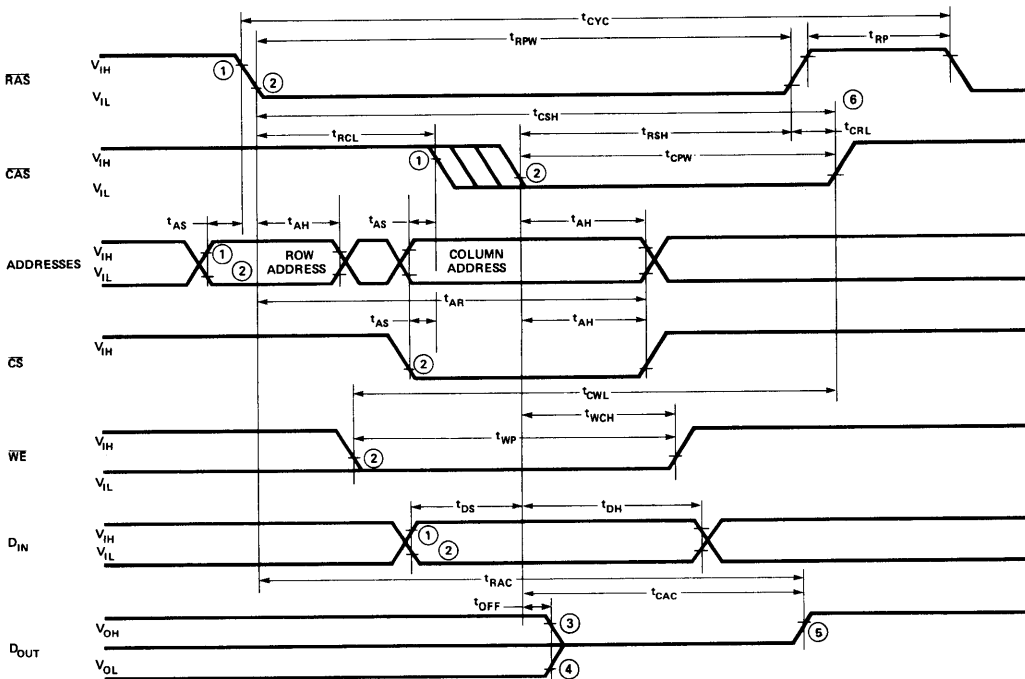 tCYC
tRPW
tRP
RAS
VIH
VIL
①
②
⑥
tCSH
tRCL
tRSH
tCRL
CAS
VIH
VIL
①
②
tCPW
tAS
tAH
tAS
tAH
ADDRESSES
VIH
VIL
①
②
ROW
ADDRESS
COLUMN
ADDRESS
tAR
tAS
tAH
CS
VIH
②
tCWL
tWCH
WE
VIH
VIL
tWP
②
tDS
tDH
DIN
VIH
VIL
①
②
tRAC
tCAC
tOFF
DOUT
VOH
VOL
③
④
⑤